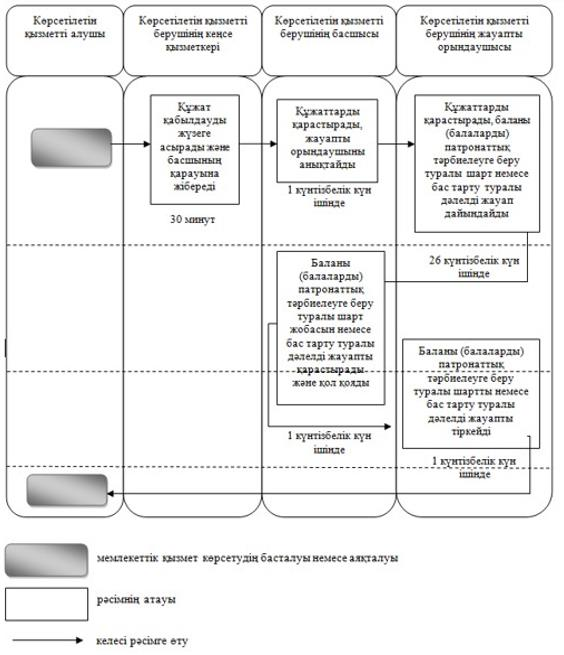 Көрсетілетін
қызметті алушы
Көрсетілетін қызметті
берушінің кеңсе
қызметкері
Көрсетілетін қызметті
берушінің басшысы
Көрсетілетін қызметті
берушінің жауапты
орындаушысы
Құжат
қабылдауды
жүзеге
асырады және
басшының
қарауына
жібереді
30 минут
Құжаттарды
қарастырады,
жауапты
орындаушыны
анықтайды
1 күнтізбелік күн
ішінде
Құжаттарды
қарастырады, баланы
(балаларды)
патронаттық
тәрбиелеуге беру
туралы шарт немесе
бас тарту туралы
дәлелді жауап
дайындайды
26 күнтізбелік күн
ішінде
Баланы
(балаларды)
патронаттық
тәрбиелеуге беру
туралы шарт
жобасын немесе
бас тарту туралы
дәлелді жауапты
қарастырады
және қол қояды
1 күнтізбелік күн
ішінде
Баланы (балаларды)
патронаттық
тәрбиелеуге беру
туралы шартты немесе
бас тарту туралы
дәлелді жауапты
тіркейді
1 күнтізбелік күн
ішінде
мемлекеттік қызмет көрсетудің басталуы немесе аяқталуы
рәсімнің атауы
келесі рәсімге өту